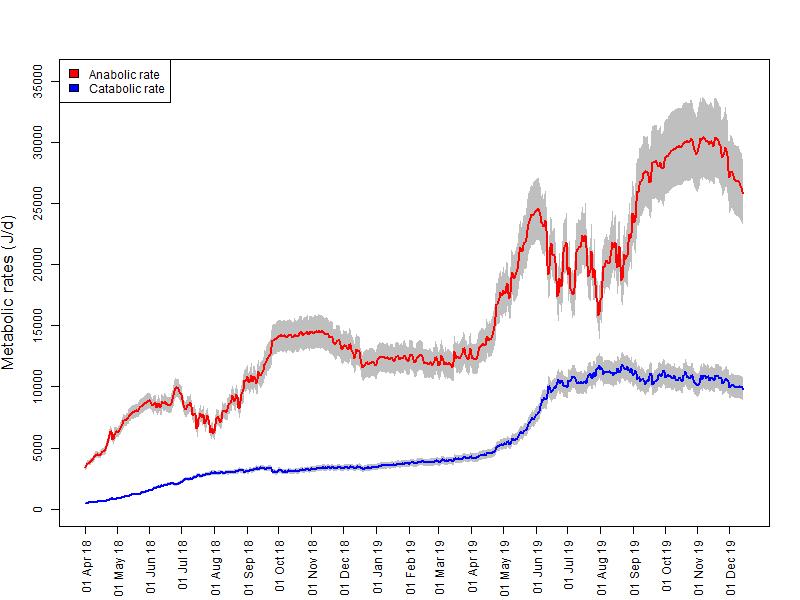 Anabolic rate
Catabolic rate
Metabolic rates (J/d)
35000
30000
25000
20000
15000
10000
5000
0
01 Apr 18
01 May 18
01 Jun 18
01 Jul 18
01 Aug 18
01 Sep 18
01 Oct 18
01 Nov 18
01 Dec 18
01 Jan 19
01 Feb 19
01 Mar 19
01 Apr 19
01 May 19
01 Jun 19
01 Jul 19
01 Aug 19
01 Sep 19
01 Oct 19
01 Nov 19
01 Dec 19